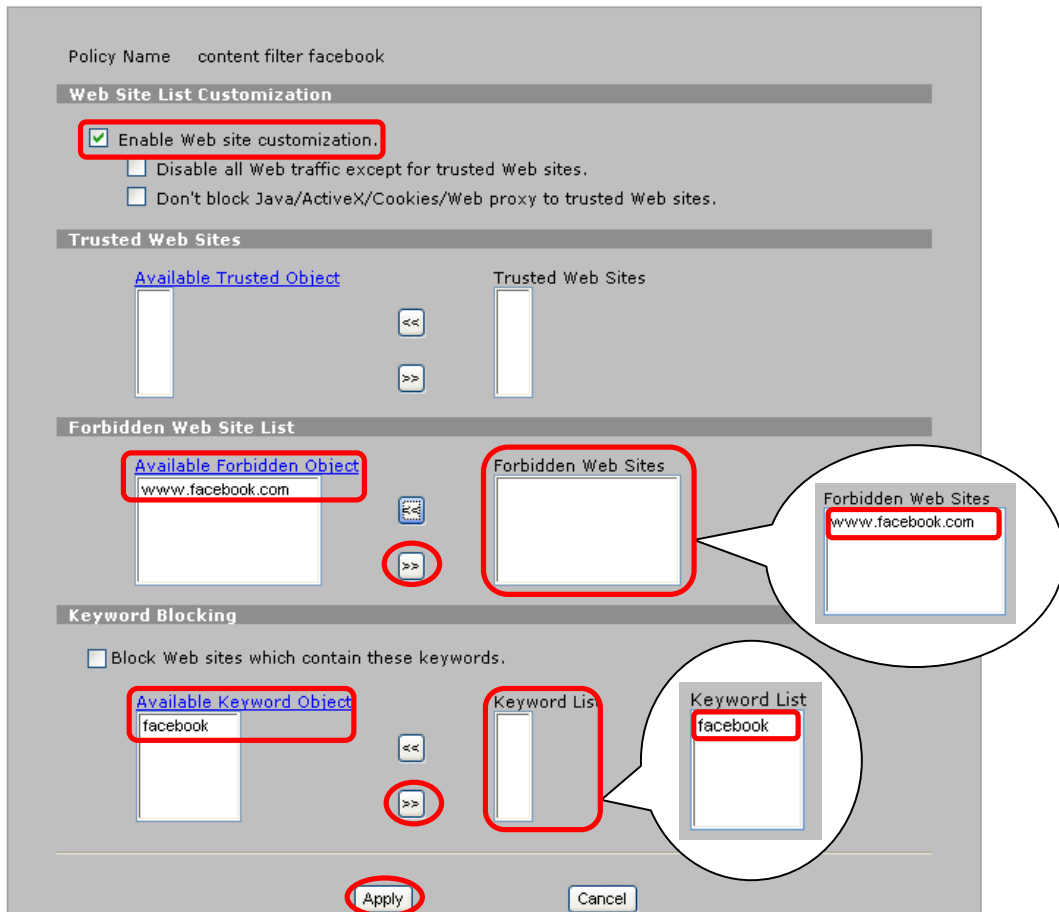 Policy Name content filter facebook
Web Site List Customization
Enable Web site customization.
Disable all Web traffic except for trusted Web sites.
Don't block Java/ActiveX/Cookies/Web proxy to trusted Web sites.
Trusted Web Sites
Available Trusted Object Trusted Web Sites
<<
>>
Forbidden Web Site List
Available Forbidden Object Forbidden Web Sites
www.facebook.com
<<
>>
Forbidden Web Sites
www.facebook.com
Keyword Blocking
Block Web sites which contain these keywords.
Available Keyword Object Keyword List
facebook
<<
>>
Keyword List
facebook
Apply Cancel